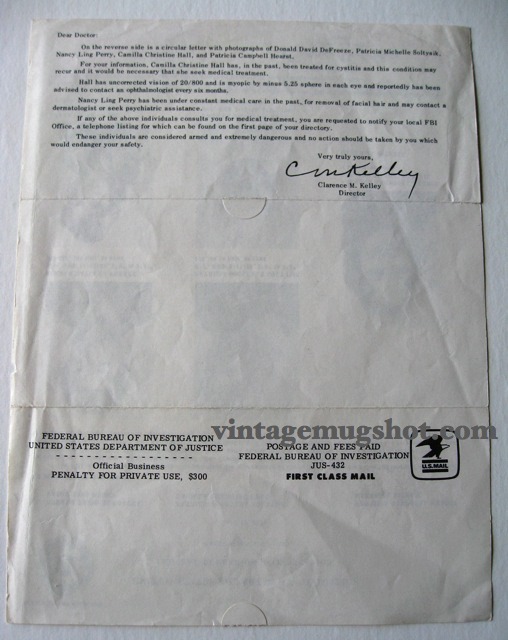 Dear Doctor:
On the reverse side is a circular letter with photographs of Donald David DeFreeze, Patricia Michelle Soltysik,
Nancy Ling Perry, Camilla Christine Hall, and Patricia Campbell Hearst.
For your information, Camilla Christine Hall has, in the past, been treated for cystitis and this condition may
recur and it would be necessary that she seek medical treatment.
Hall has uncorrected vision of 20/800 and is myopic by minus 5.25 sphere in each eye and reportedly has been
advised to contact an ophthalmologist every six months.
Nancy Ling Perry has been under constant medical care in the past, for removal of facial hair and may contact a
dermatologist or seek psychiatric assistance.
If any of the above individuals consults you for medical treatment, you are requested to notify your local FBI
Office, a telephone listing for which can be found on the first page of your directory.
These individuals are considered armed and extremely dangerous and no action should be taken by you which
would endanger your safety.
Very truly yours,
CMKelley
Clarence M. Kelley
Director
vintagemugshot.com
FEDERAL BUREAU OF INVESTIGATION
UNITED STATES DEPARTMENT OF JUSTICE
- - - - - - - - - - - - - - - - - - -
Official Business
PENALTY FOR PRIVATE USE, $300
POSTAGE AND FEES PAID
FEDERAL BUREAU OF INVESTIGATION
JUS-432
FIRST CLASS MAIL
U.S.MAIL